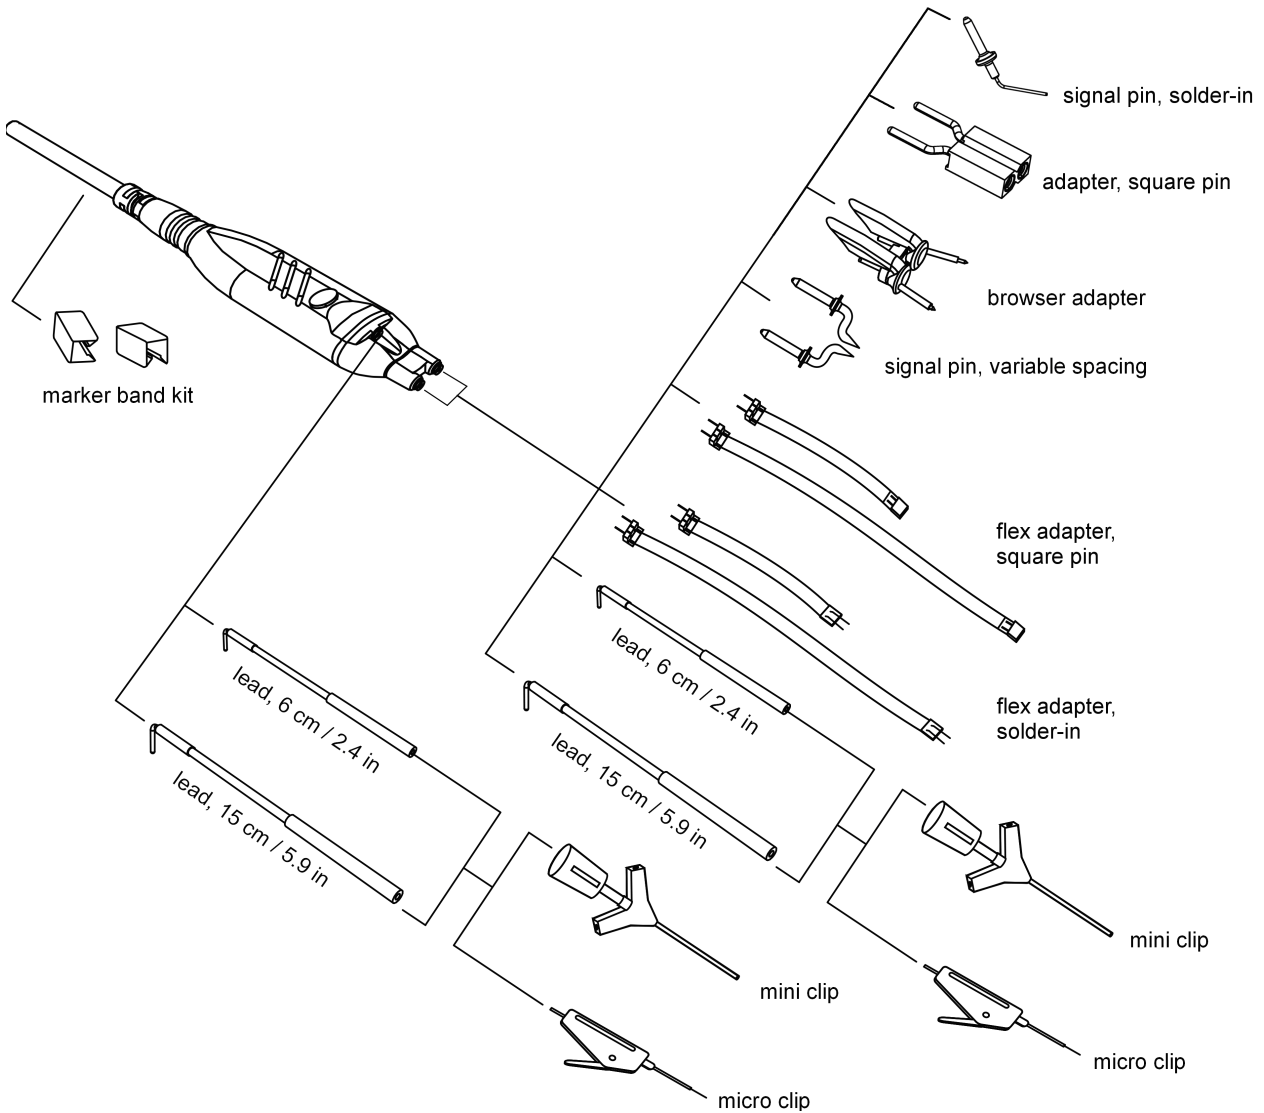 signal pin, solder-in
adapter, square pin
browser adapter
signal pin, variable spacing
marker band kit
flex adapter,
square pin
lead, 6 cm / 2.4 in
lead, 6 cm / 2.4 in
flex adapter,
solder-in
lead, 15 cm / 5.9 in
lead, 15 cm / 5.9 in
mini clip
mini clip
micro clip
micro clip